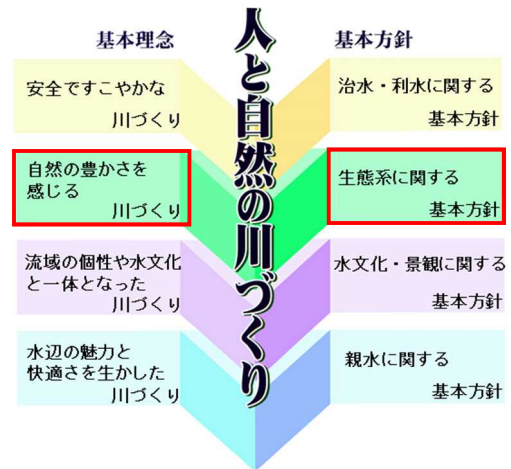 基本理念
人と自然の川づくり
基本方針
安全ですこやかな
川づくり
治水・利水に関する
基本方針
自然の豊かさを
感じる
川づくり
生態系に関する
基本方針
流域の個性や水文化
と一体となった
川づくり
水文化・景観に関する
基本方針
水辺の魅力と
快適さを生かした
川づくり
親水に関する
基本方針